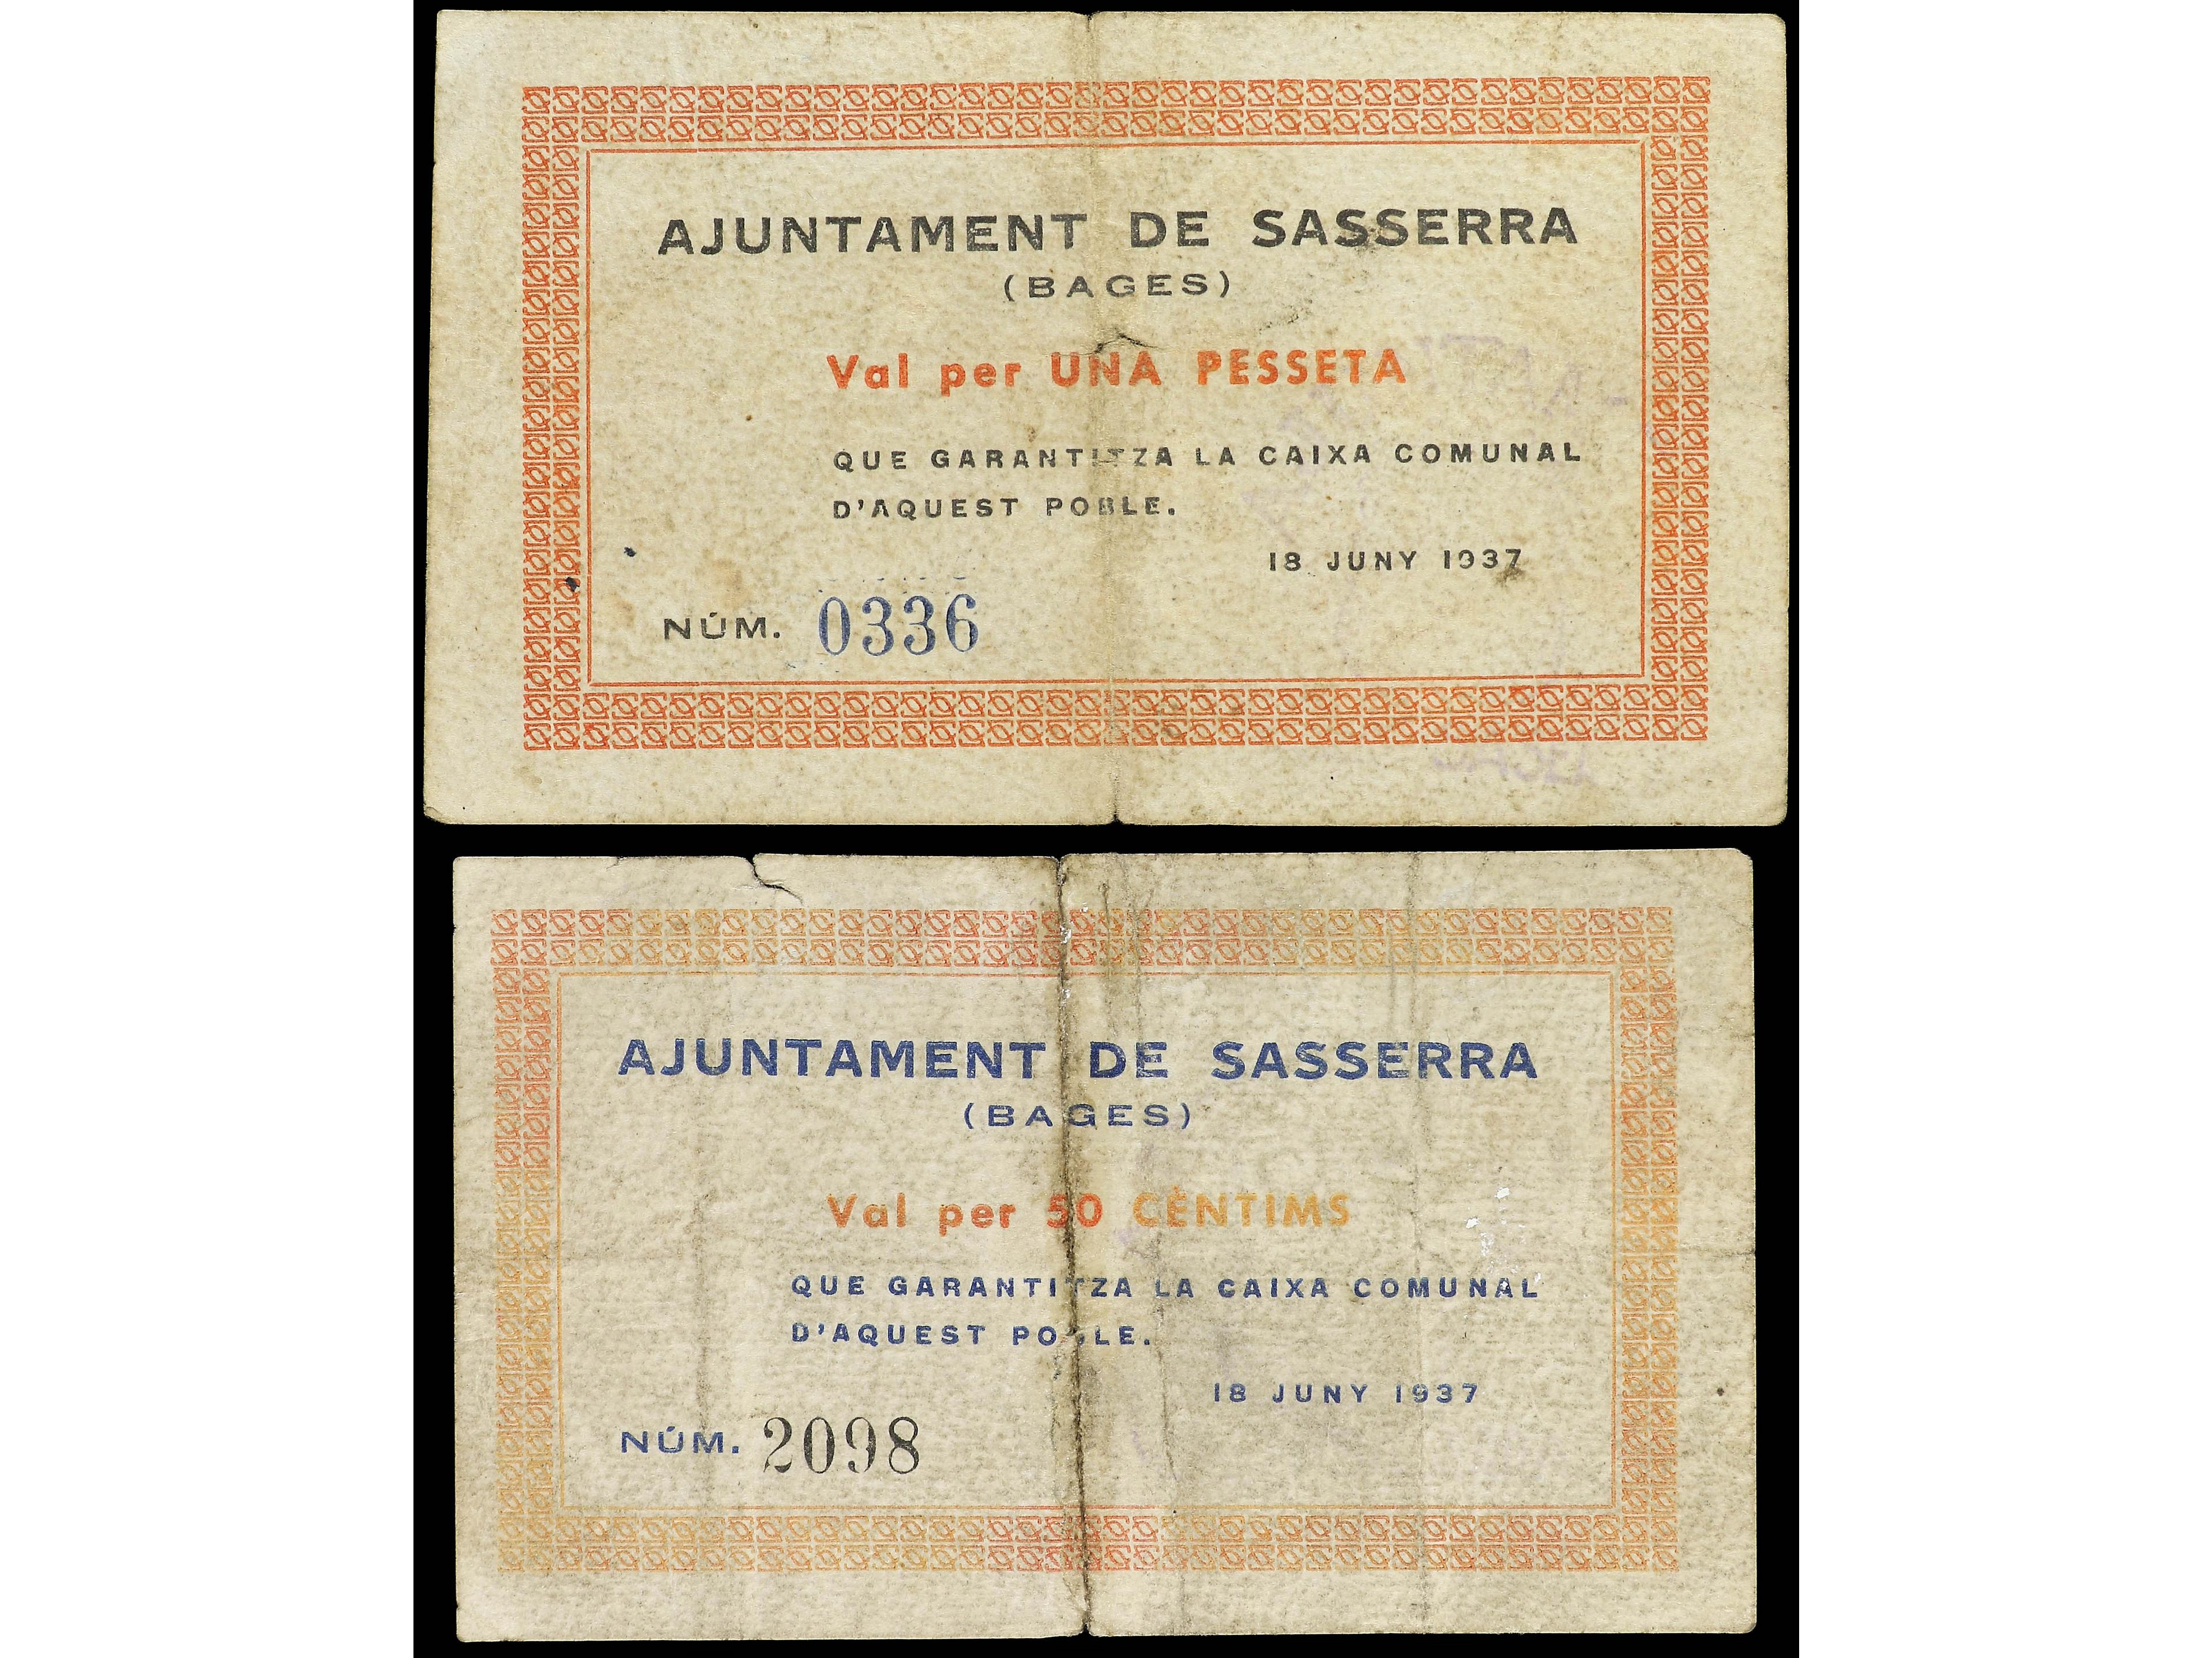 AJUNTAMENT DE SASSERRA
(BAGES)
Val per UNA PESSETA
QUE GARANTITZA LA CAIXA COMUNAL
D'AQUEST POBLE.
18 JUNY 1937
NÚM. 0336
AJUNTAMENT DE SASSERRA
(BAGES)
Val per 50 CÈNTIMS
QUE GARANTITZA LA CAIXA COMUNAL
D'AQUEST POBLE.
18 JUNY 1937
NÚM. 2098